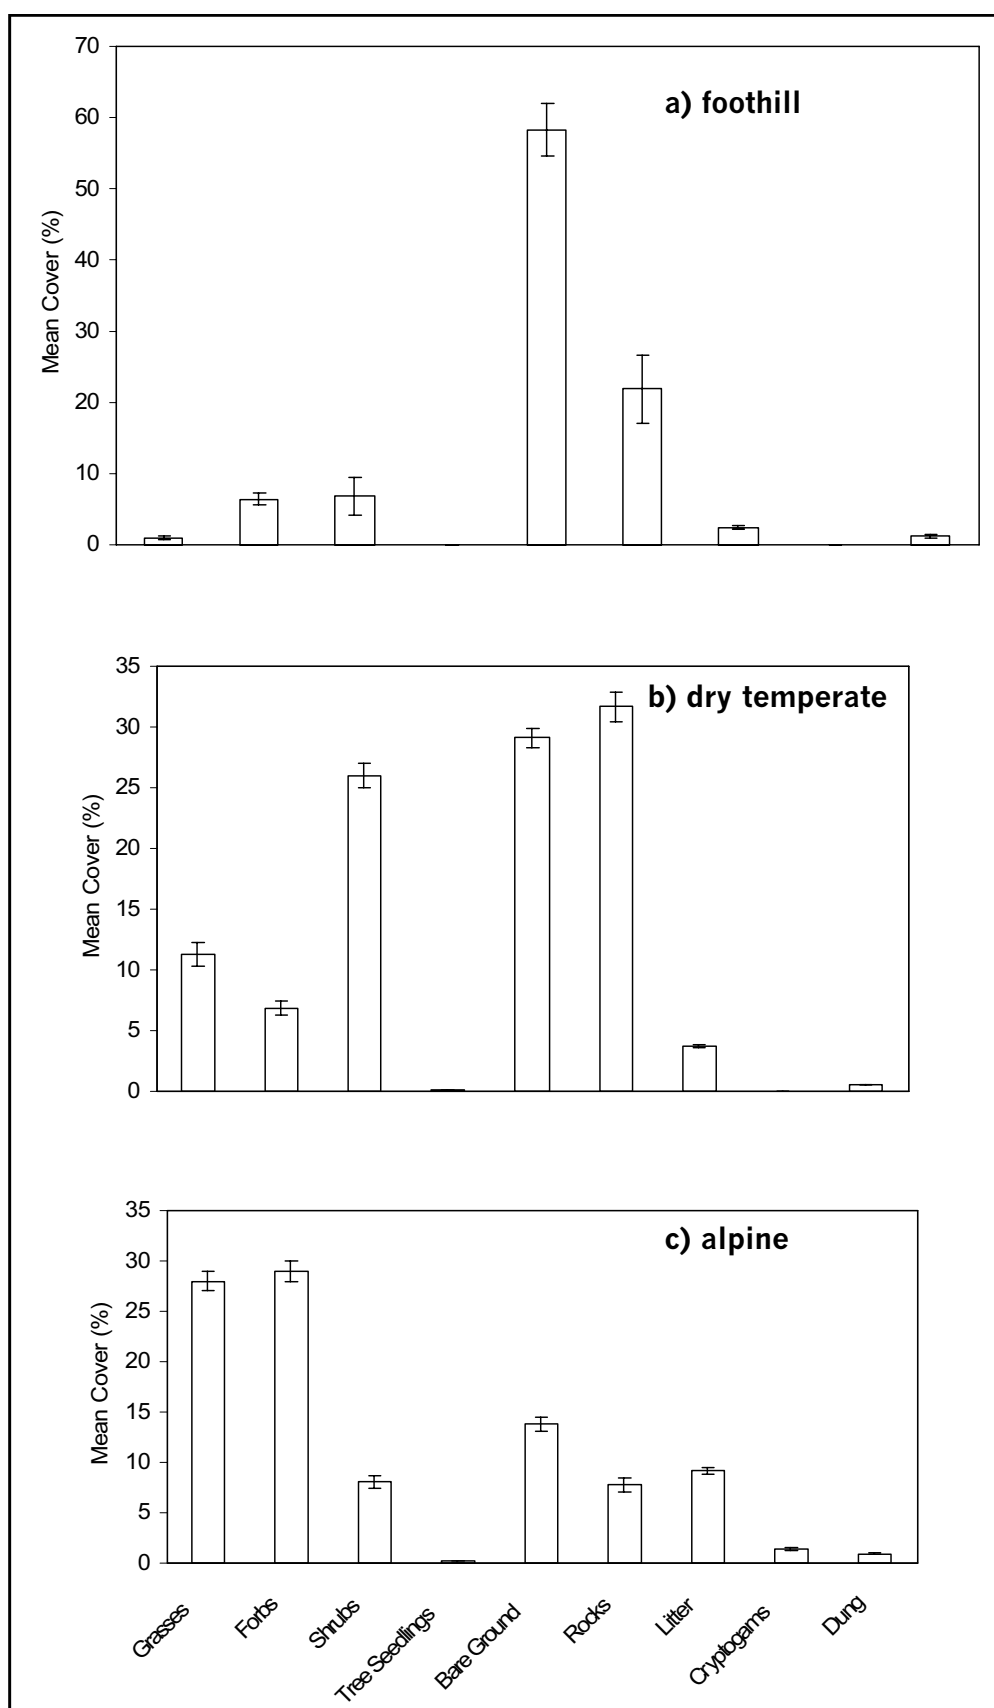 a) foothill
Mean Cover (%)
70
60
50
40
30
20
10
0
b) dry temperate
Mean Cover (%)
35
30
25
20
15
10
5
0
c) alpine
Mean Cover (%)
35
30
25
20
15
10
5
0
Grasses
Forbs
Shrubs
Tree Seedlings
Bare Ground
Rocks
Litter
Cryptogams
Dung